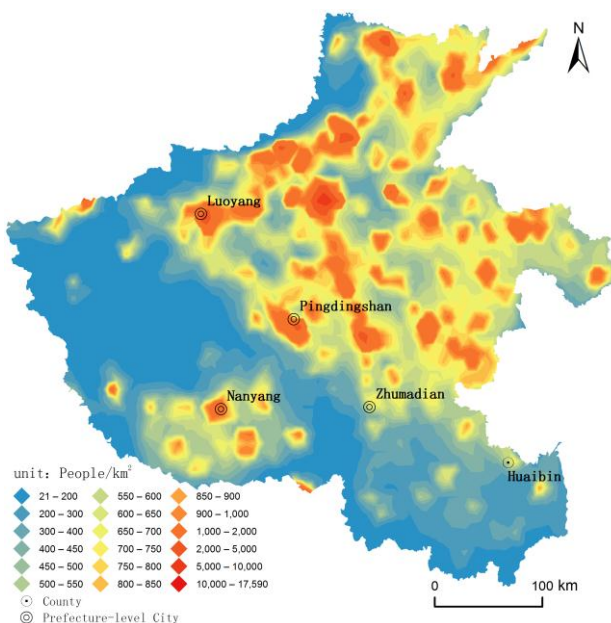 N
Luoyang
Pingdingshan
Nanyang
Zhumadian
Huaibin
unit: People/km²
21 – 200
200 – 300
300 – 400
400 – 450
450 – 500
500 – 550
550 – 600
600 – 650
650 – 700
700 – 750
750 – 800
800 – 850
850 – 900
900 – 1,000
1,000 – 2,000
2,000 – 5,000
5,000 – 10,000
10,000 – 17,590
County
Prefecture-level City
0 100 km